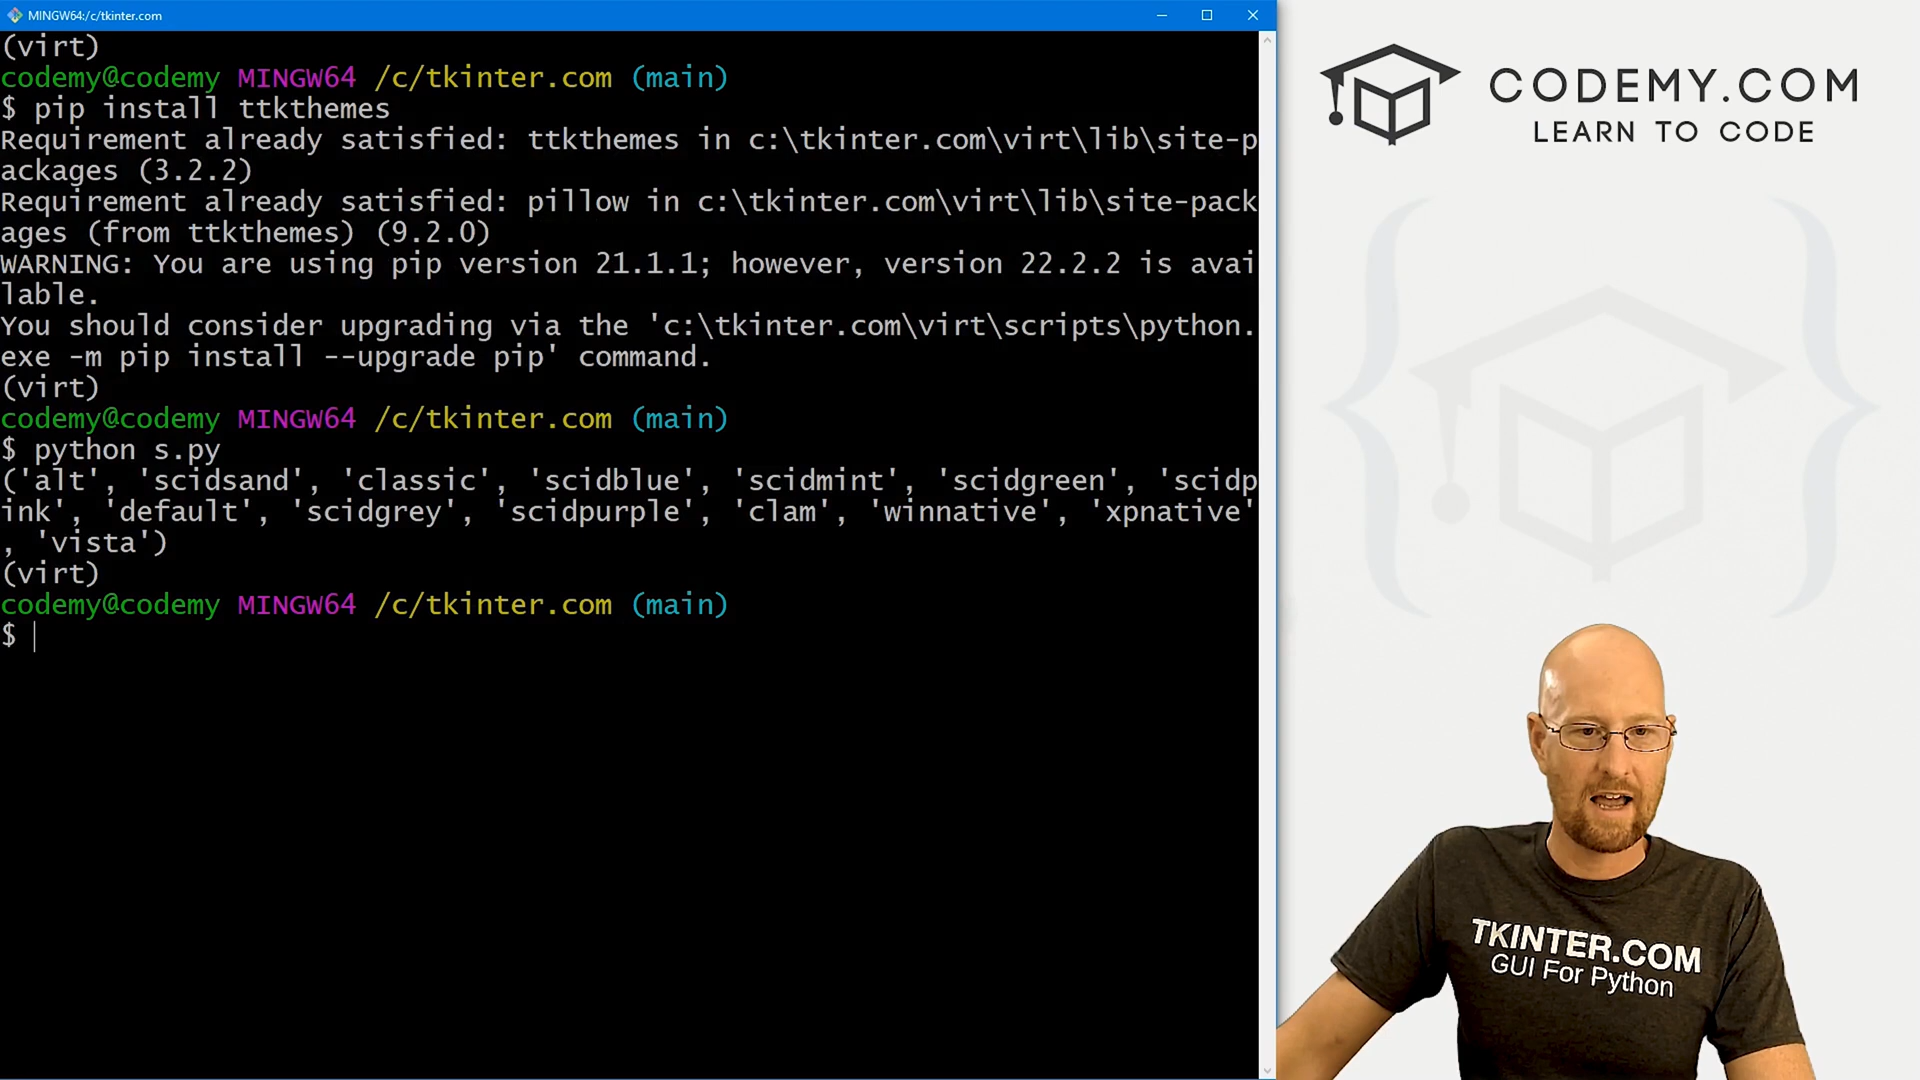 MINGW64:/c/tkinter.com
(virt)
codemy@codemy MINGW64 /c/tkinter.com (main)
$ pip install ttkthemes
Requirement already satisfied: ttkthemes in c:\tkinter.com\virt\lib\site-p
ackages (3.2.2)
Requirement already satisfied: pillow in c:\tkinter.com\virt\lib\site-pack
ages (from ttkthemes) (9.2.0)
WARNING: You are using pip version 21.1.1; however, version 22.2.2 is avai
lable.
You should consider upgrading via the 'c:\tkinter.com\virt\scripts\python.
exe -m pip install --upgrade pip' command.
(virt)
codemy@codemy MINGW64 /c/tkinter.com (main)
$ python s.py
('alt', 'scidsand', 'classic', 'scidblue', 'scidmint', 'scidgreen', 'scidp
ink', 'default', 'scidgrey', 'scidpurple', 'clam', 'winnative', 'xpnative'
, 'vista')
(virt)
codemy@codemy MINGW64 /c/tkinter.com (main)
$
CODEMY.COM
LEARN TO CODE
TKINTER.COM
GUI For Python